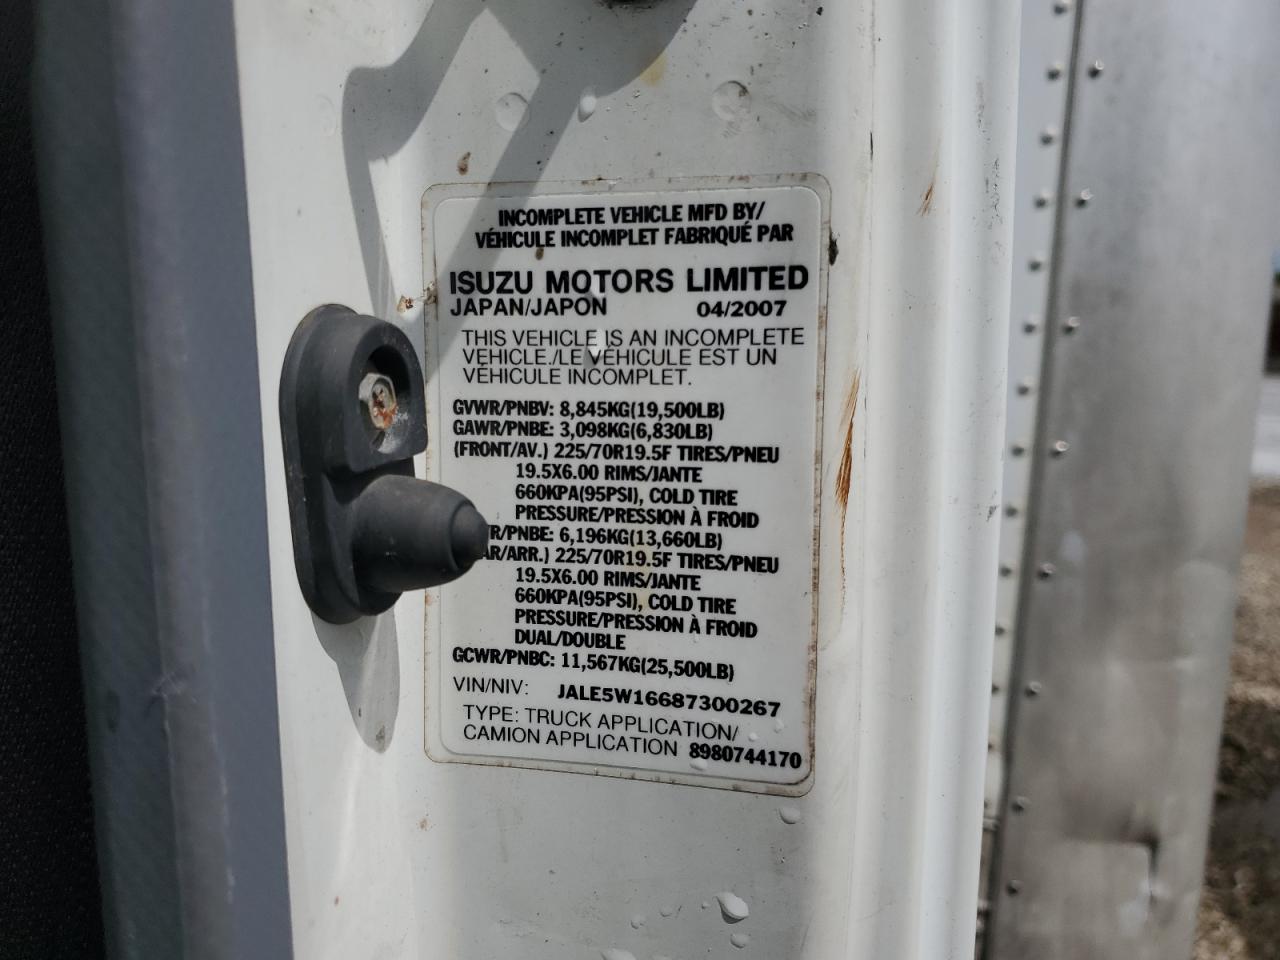 INCOMPLETE VEHICLE MFD BY/
VÉHICULE INCOMPLET FABRIQUÉ PAR
ISUZU MOTORS LIMITED
JAPAN/JAPON 04/2007
THIS VEHICLE IS AN INCOMPLETE
VEHICLE./LE VÉHICULE EST UN
VÉHICULE INCOMPLET.
GVWR/PNBV: 8,845KG(19,500LB)
GAWR/PNBE: 3,098KG(6,830LB)
(FRONT/AV.) 225/70R19.5F TIRES/PNEU
19.5X6.00 RIMS/JANTE
660KPA(95PSI), COLD TIRE
PRESSURE/PRESSION À FROID
R/PNBE: 6,196KG(13,660LB)
AR/ARR.) 225/70R19.5F TIRES/PNEU
19.5X6.00 RIMS/JANTE
660KPA(95PSI), COLD TIRE
PRESSURE/PRESSION À FROID
DUAL/DOUBLE
GCWR/PNBC: 11,567KG(25,500LB)
VIN/NIV: JALE5W16687300267
TYPE: TRUCK APPLICATION/
CAMION APPLICATION 8980744170